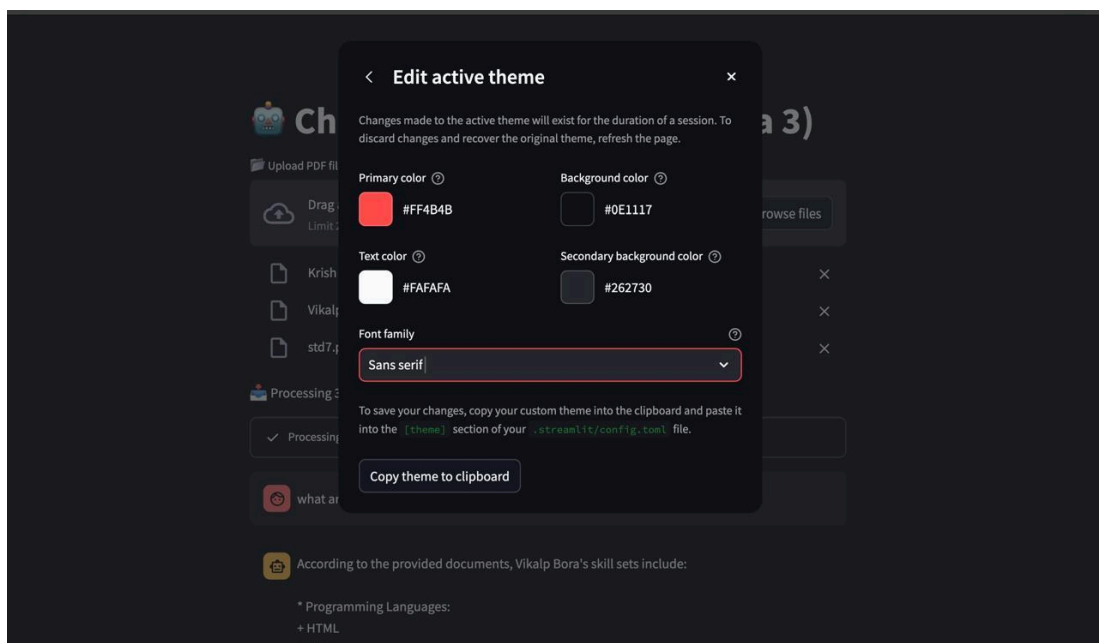 Edit active theme
Changes made to the active theme will exist for the duration of a session. To
discard changes and recover the original theme, refresh the page.
Ch
a 3)
Upload PDF fil
Primary color
Background color
#FF4B4B
#0E1117
Drag
Limit 2
rowse files
Text color
Secondary background color
#FAFAFA
#262730
Krish
Vikalp
std7.p
Font family
Sans serif
Processing 3
To save your changes, copy your custom theme into the clipboard and paste it
into the [theme] section of your .streamlit/config.toml file.
Processing
Copy theme to clipboard
what ar
According to the provided documents, Vikalp Bora's skill sets include:
* Programming Languages:
+ HTML